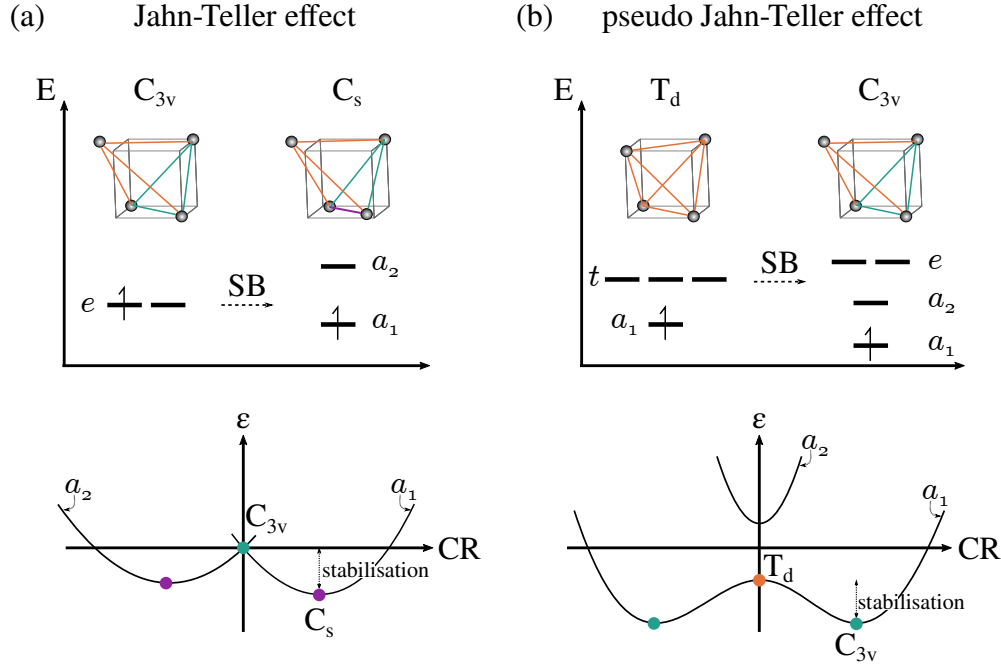 (a) Jahn-Teller effect
E
C3v
Cs
e
SB
a2
a1
ε
a2
a1
C3v
CR
stabilisation
Cs
(b) pseudo Jahn-Teller effect
E
Td
C3v
t
SB
e
a1
a2
a1
ε
a2
a1
CR
Td
stabilisation
C3v